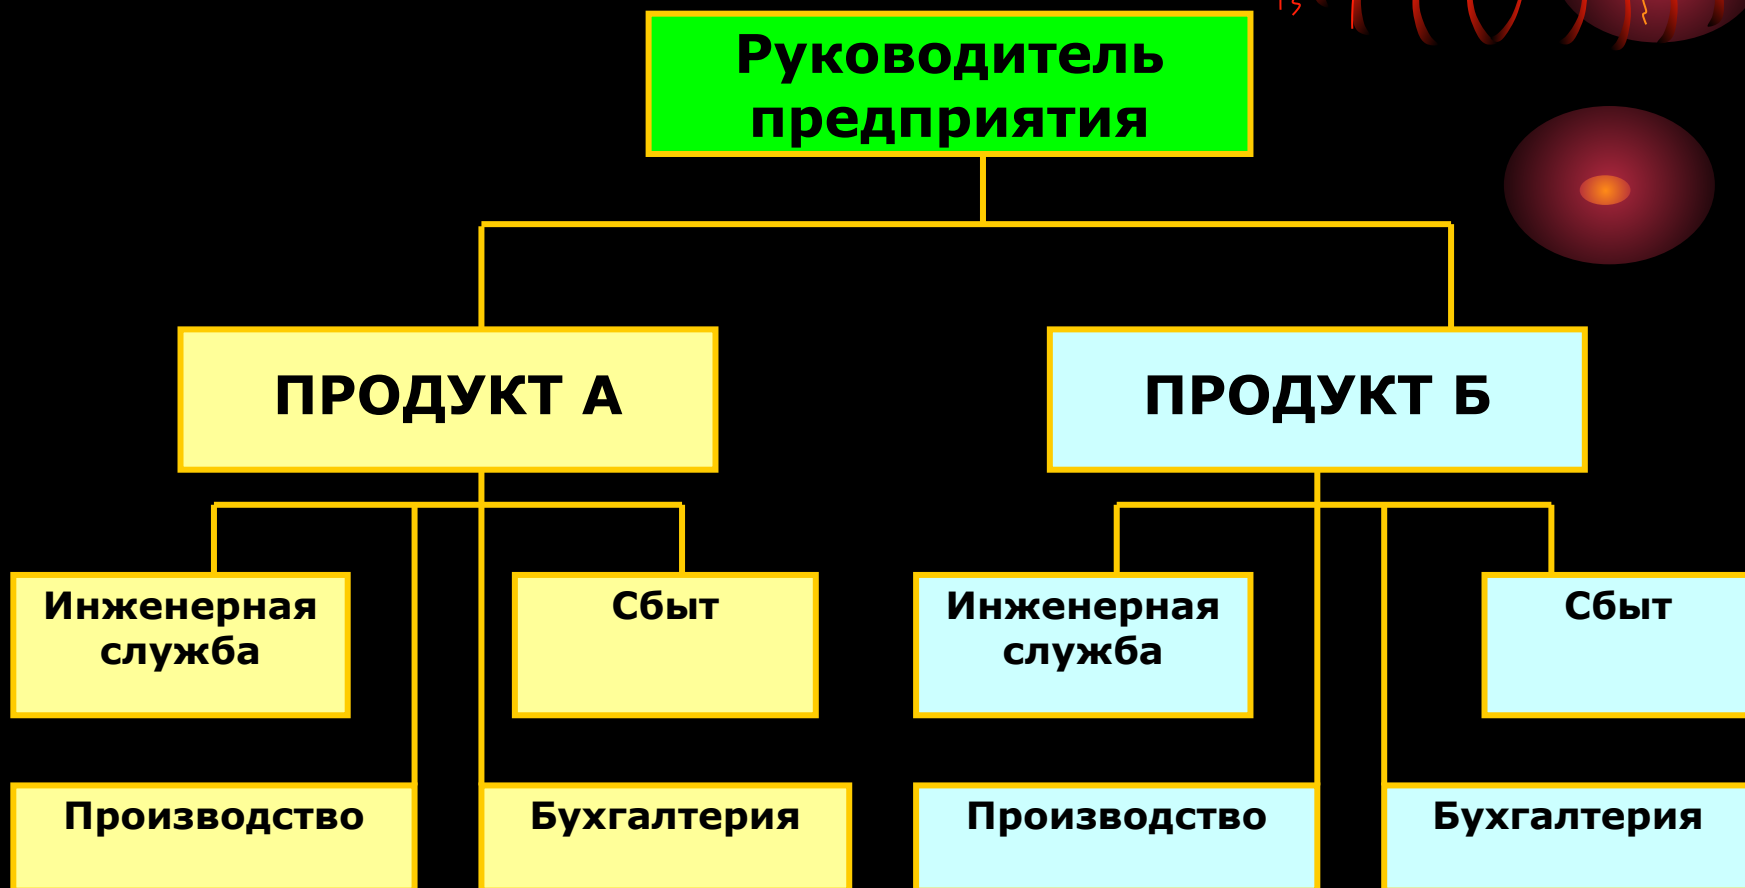 Руководитель
предприятия
ПРОДУКТ А
ПРОДУКТ Б
Инженерная
служба
Сбыт
Инженерная
служба
Сбыт
Производство
Бухгалтерия
Производство
Бухгалтерия